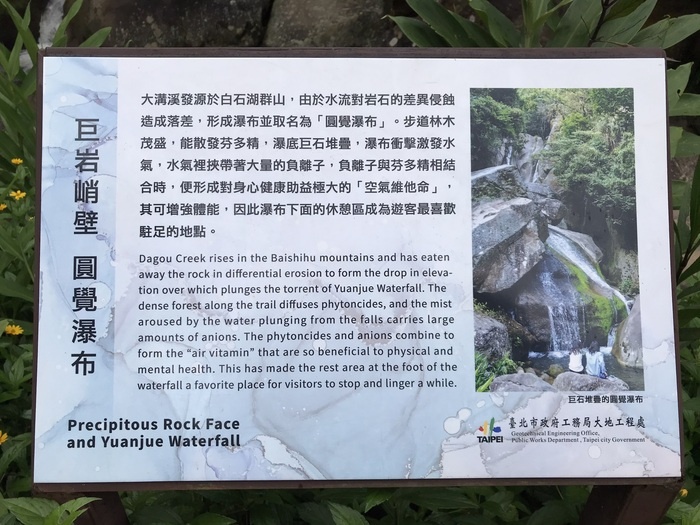 巨岩峭壁 圓覺瀑布
大溝溪發源於白石湖群山，由於水流對岩石的差異侵蝕
造成落差，形成瀑布並取名為「圓覺瀑布」。步道林木
茂盛，能散發芬多精，瀑底巨石堆疊，瀑布衝擊激發水
氣，水氣裡挾帶著大量的負離子，負離子與芬多精相結
合時，便形成對身心健康助益極大的「空氣維他命」，
其可增強體能，因此瀑布下面的休憩區成為遊客最喜歡
駐足的地點。
Dagou Creek rises in the Baishihu mountains and has eaten
away the rock in differential erosion to form the drop in eleva-
tion over which plunges the torrent of Yuanjue Waterfall. The
dense forest along the trail diffuses phytoncides, and the mist
aroused by the water plunging from the falls carries large
amounts of anions. The phytoncides and anions combine to
form the “air vitamin” that are so beneficial to physical and
mental health. This has made the rest area at the foot of the
waterfall a favorite place for visitors to stop and linger a while.
Precipitous Rock Face
and Yuanjue Waterfall
巨石堆疊的圓覺瀑布
TAIPEI
臺北市政府工務局大地工程處
Geotechnical Engineering Office,
Public Works Department , Taipei city Government